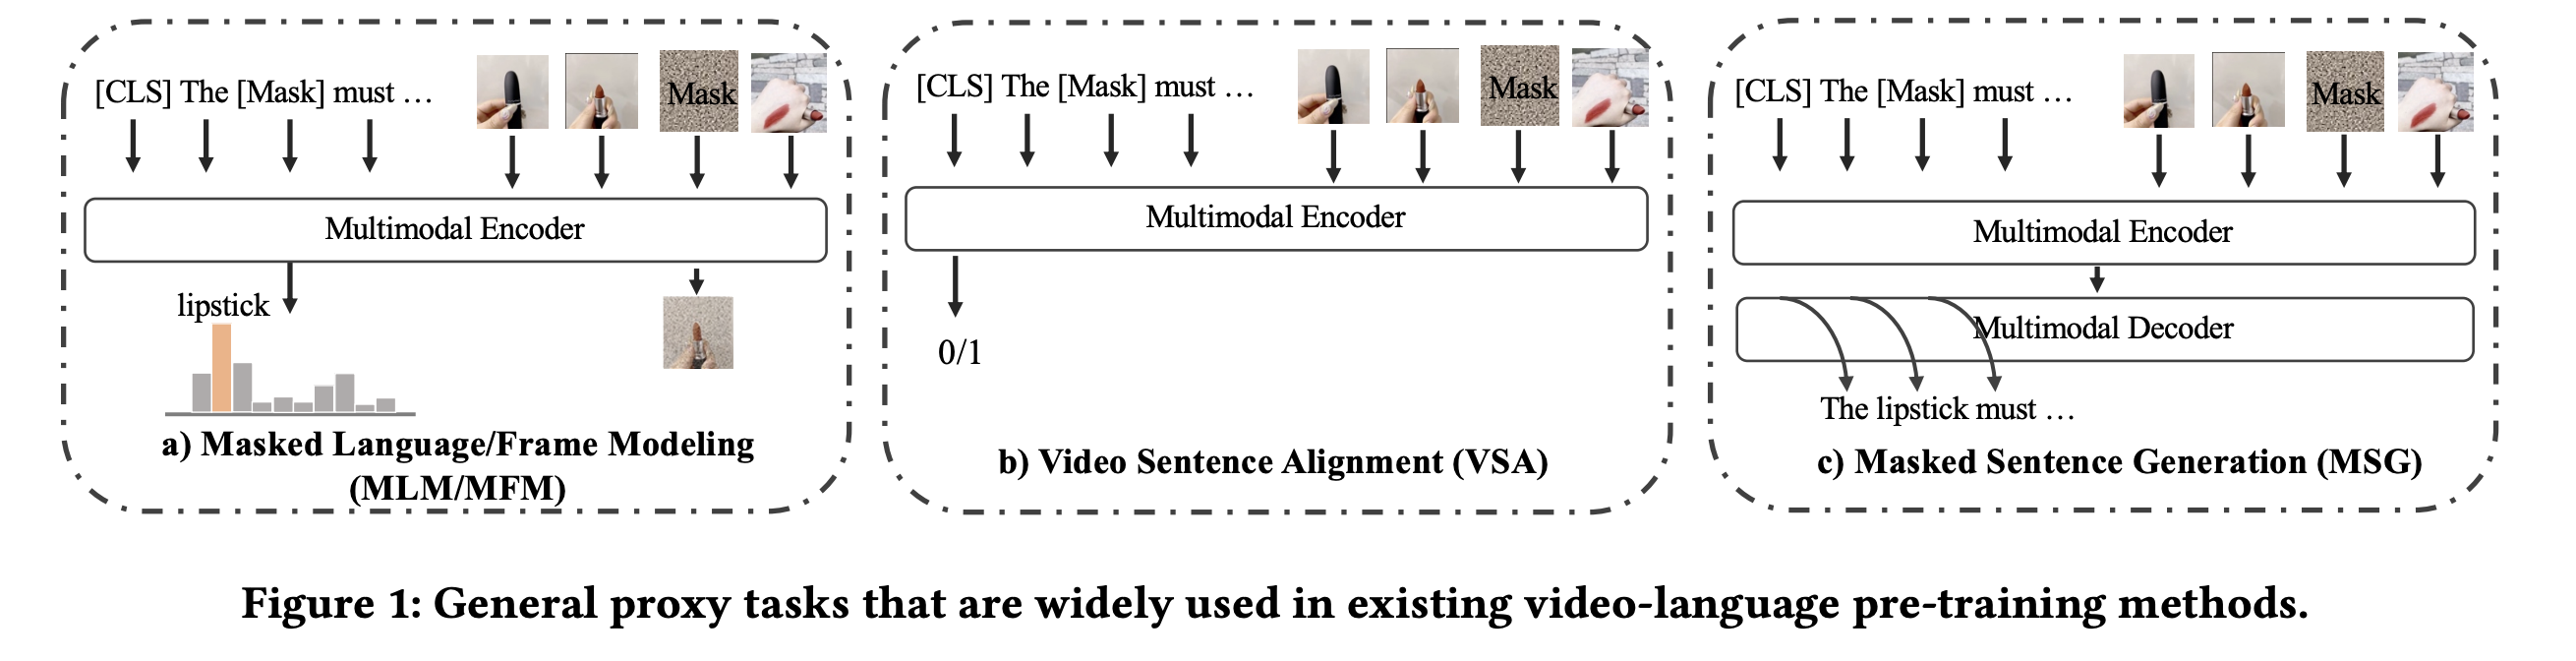 [CLS] The [Mask] must …
Mask
Multimodal Encoder
lipstick
a) Masked Language/Frame Modeling
(MLM/MFM)
[CLS] The [Mask] must …
Mask
Multimodal Encoder
0/1
b) Video Sentence Alignment (VSA)
[CLS] The [Mask] must …
Mask
Multimodal Encoder
Multimodal Decoder
The lipstick must …
c) Masked Sentence Generation (MSG)
Figure 1: General proxy tasks that are widely used in existing video-language pre-training methods.